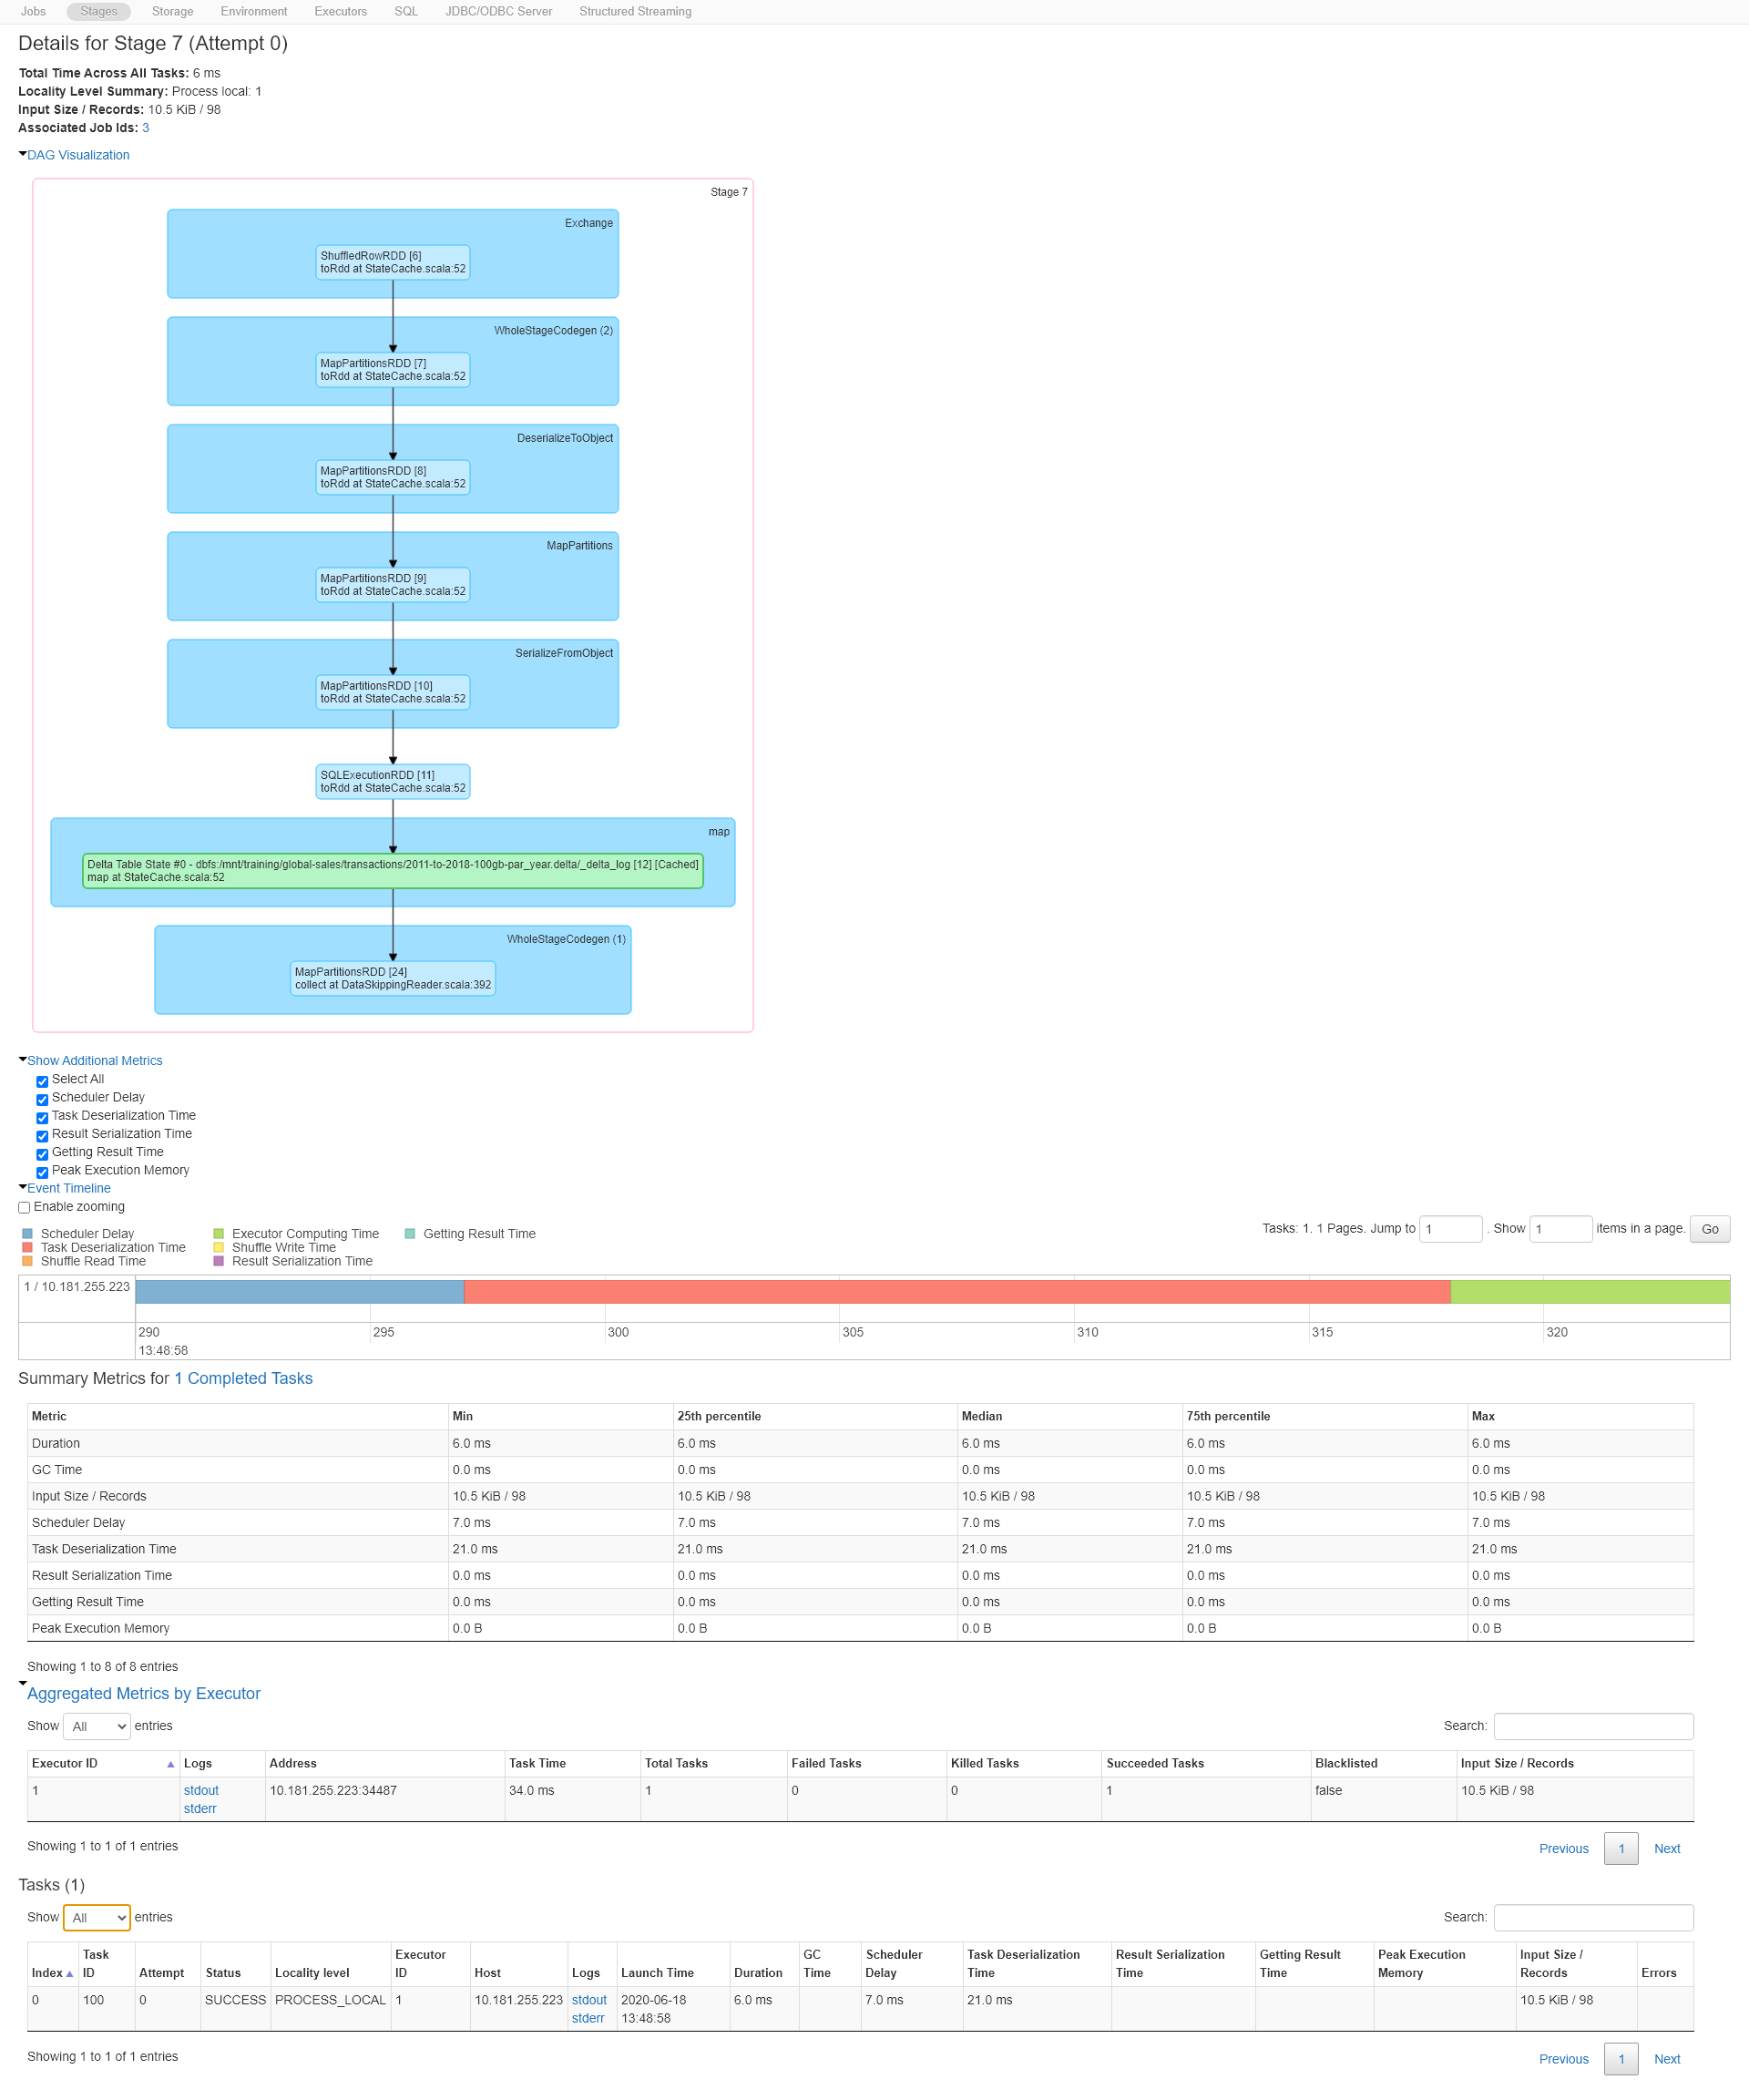 Jobs Stages Storage Environment Executors SQL JDBC/ODBC Server Structured Streaming
Details for Stage 7 (Attempt 0)
Total Time Across All Tasks: 6 ms
Locality Level Summary: Process local: 1
Input Size / Records: 10.5 KiB / 98
Associated Job Ids: 3
DAG Visualization
Stage 7
Exchange
ShuffledRowRDD [6]
toRdd at StateCache.scala:52
WholeStageCodegen (2)
MapPartitionsRDD [7]
toRdd at StateCache.scala:52
DeserializeToObject
MapPartitionsRDD [8]
toRdd at StateCache.scala:52
MapPartitions
MapPartitionsRDD [9]
toRdd at StateCache.scala:52
SerializeFromObject
MapPartitionsRDD [10]
toRdd at StateCache.scala:52
SQLExecutionRDD [11]
toRdd at StateCache.scala:52
map
Delta Table State #0 - dbfs:/mnt/training/global-sales/transactions/2011-to-2018-100gb-par_year.delta/_delta_log [12] [Cached]
map at StateCache.scala:52
WholeStageCodegen (1)
MapPartitionsRDD [24]
collect at DataSkippingReader.scala:392
Show Additional Metrics
Select All
Scheduler Delay
Task Deserialization Time
Result Serialization Time
Getting Result Time
Peak Execution Memory
Event Timeline
Enable zooming
Tasks: 1. 1 Pages. Jump to 1 . Show 1 items in a page. Go
Scheduler Delay Executor Computing Time Getting Result Time
Task Deserialization Time Shuffle Write Time
Shuffle Read Time Result Serialization Time
1 / 10.181.255.223
290 295 300 305 310 315 320
13:48:58
Summary Metrics for 1 Completed Tasks
Metric Min 25th percentile Median 75th percentile Max
Duration 6.0 ms 6.0 ms 6.0 ms 6.0 ms 6.0 ms
GC Time 0.0 ms 0.0 ms 0.0 ms 0.0 ms 0.0 ms
Input Size / Records 10.5 KiB / 98 10.5 KiB / 98 10.5 KiB / 98 10.5 KiB / 98 10.5 KiB / 98
Scheduler Delay 7.0 ms 7.0 ms 7.0 ms 7.0 ms 7.0 ms
Task Deserialization Time 21.0 ms 21.0 ms 21.0 ms 21.0 ms 21.0 ms
Result Serialization Time 0.0 ms 0.0 ms 0.0 ms 0.0 ms 0.0 ms
Getting Result Time 0.0 ms 0.0 ms 0.0 ms 0.0 ms 0.0 ms
Peak Execution Memory 0.0 B 0.0 B 0.0 B 0.0 B 0.0 B
Showing 1 to 8 of 8 entries
Aggregated Metrics by Executor
Show All entries Search:
Executor ID Logs Address Task Time Total Tasks Failed Tasks Killed Tasks Succeeded Tasks Blacklisted Input Size / Records
1 stdout 10.181.255.223:34487 34.0 ms 1 0 0 1 false 10.5 KiB / 98
stderr
Showing 1 to 1 of 1 entries Previous 1 Next
Tasks (1)
Show All entries Search:
Task Executor GC Scheduler Task Deserialization Result Serialization Getting Result Peak Execution Input Size /
Index ID Attempt Status Locality level ID Host Logs Launch Time Duration Time Delay Time Time Time Memory Records Errors
0 100 0 SUCCESS PROCESS_LOCAL 1 10.181.255.223 stdout 2020-06-18 6.0 ms 7.0 ms 21.0 ms 10.5 KiB / 98
stderr 13:48:58
Showing 1 to 1 of 1 entries Previous 1 Next